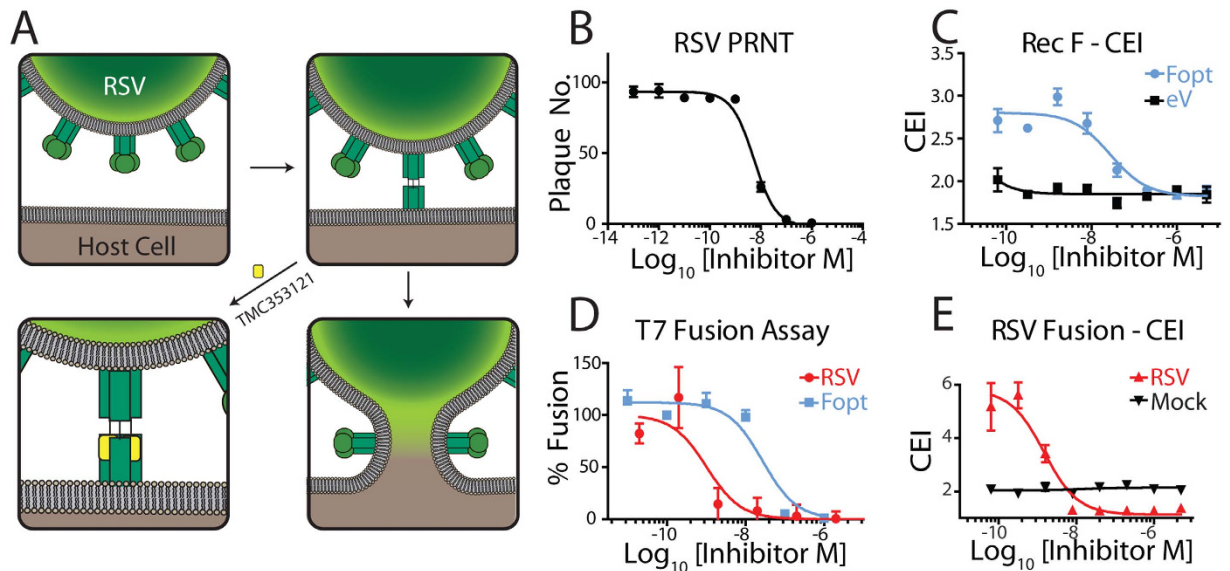 A
RSV
Host Cell
TMC353121
B
RSV PRNT
Plaque No.
100
50
0
-14 -12 -10 -8 -6 -4
Log10 [Inhibitor M]
C
Rec F - CEI
Fopt
eV
CEI
3.5
3.0
2.5
2.0
1.5
-10 -8 -6
Log10 [Inhibitor M]
D
T7 Fusion Assay
RSV
Fopt
% Fusion
150
100
50
0
-10 -8 -6
Log10 [Inhibitor M]
E
RSV Fusion - CEI
RSV
Mock
CEI
6
4
2
-10 -8 -6
Log10 [Inhibitor M]